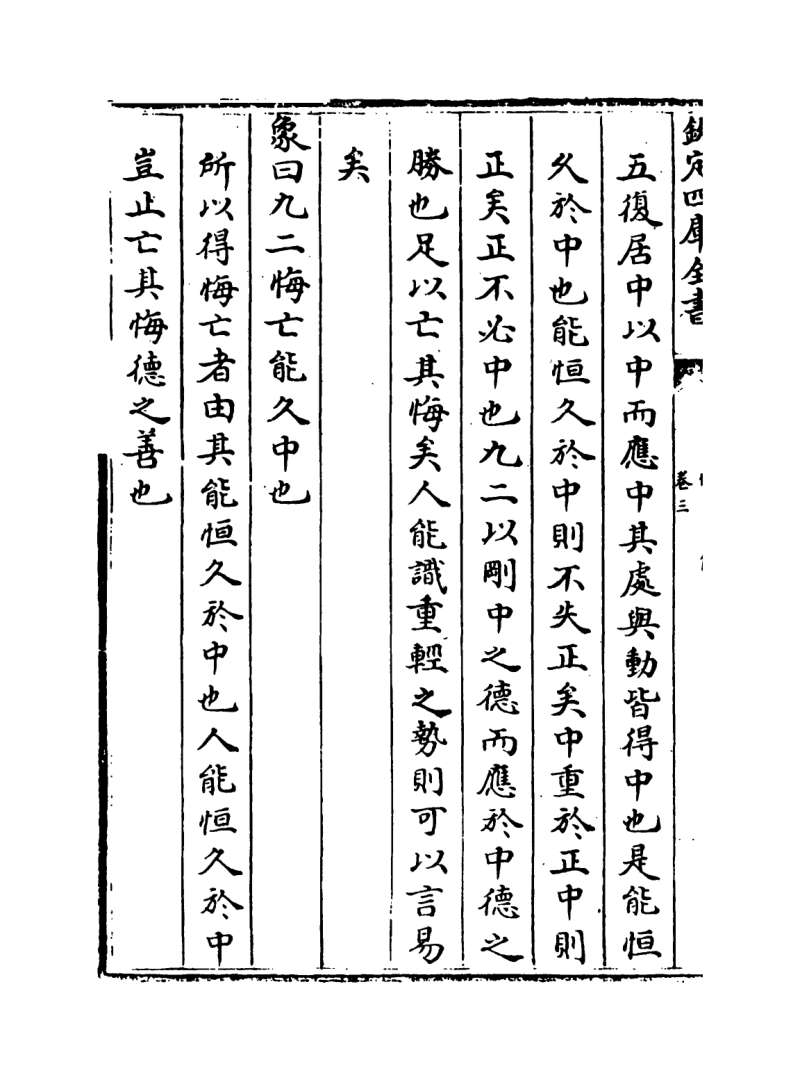 欽定四庫全書
卷三
五復居中以中而應中其處與動皆得中也是能恒
久於中也能恒久於中則不失正矣中重於正中則
正矣正不必中也九二以剛中之德而應於中德之
勝也足以亡其悔矣人能識重輕之勢則可以言易
矣
象曰九二悔亡能久中也
所以得悔亡者由其能恒久於中也人能恒久於中
豈止亡其悔德之善也